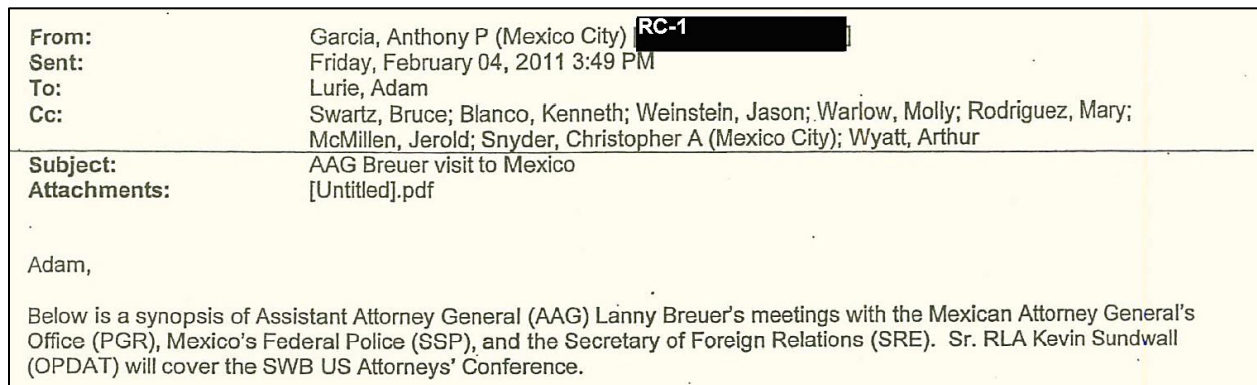 From: Garcia, Anthony P (Mexico City) [RC-1 ]
Sent: Friday, February 04, 2011 3:49 PM
To: Lurie, Adam
Cc: Swartz, Bruce; Blanco, Kenneth; Weinstein, Jason; Warlow, Molly; Rodriguez, Mary;
McMillen, Jerold; Snyder, Christopher A (Mexico City); Wyatt, Arthur
Subject: AAG Breuer visit to Mexico
Attachments: [Untitled].pdf
Adam,
Below is a synopsis of Assistant Attorney General (AAG) Lanny Breuer's meetings with the Mexican Attorney General's
Office (PGR), Mexico's Federal Police (SSP), and the Secretary of Foreign Relations (SRE). Sr. RLA Kevin Sundwall
(OPDAT) will cover the SWB US Attorneys' Conference.